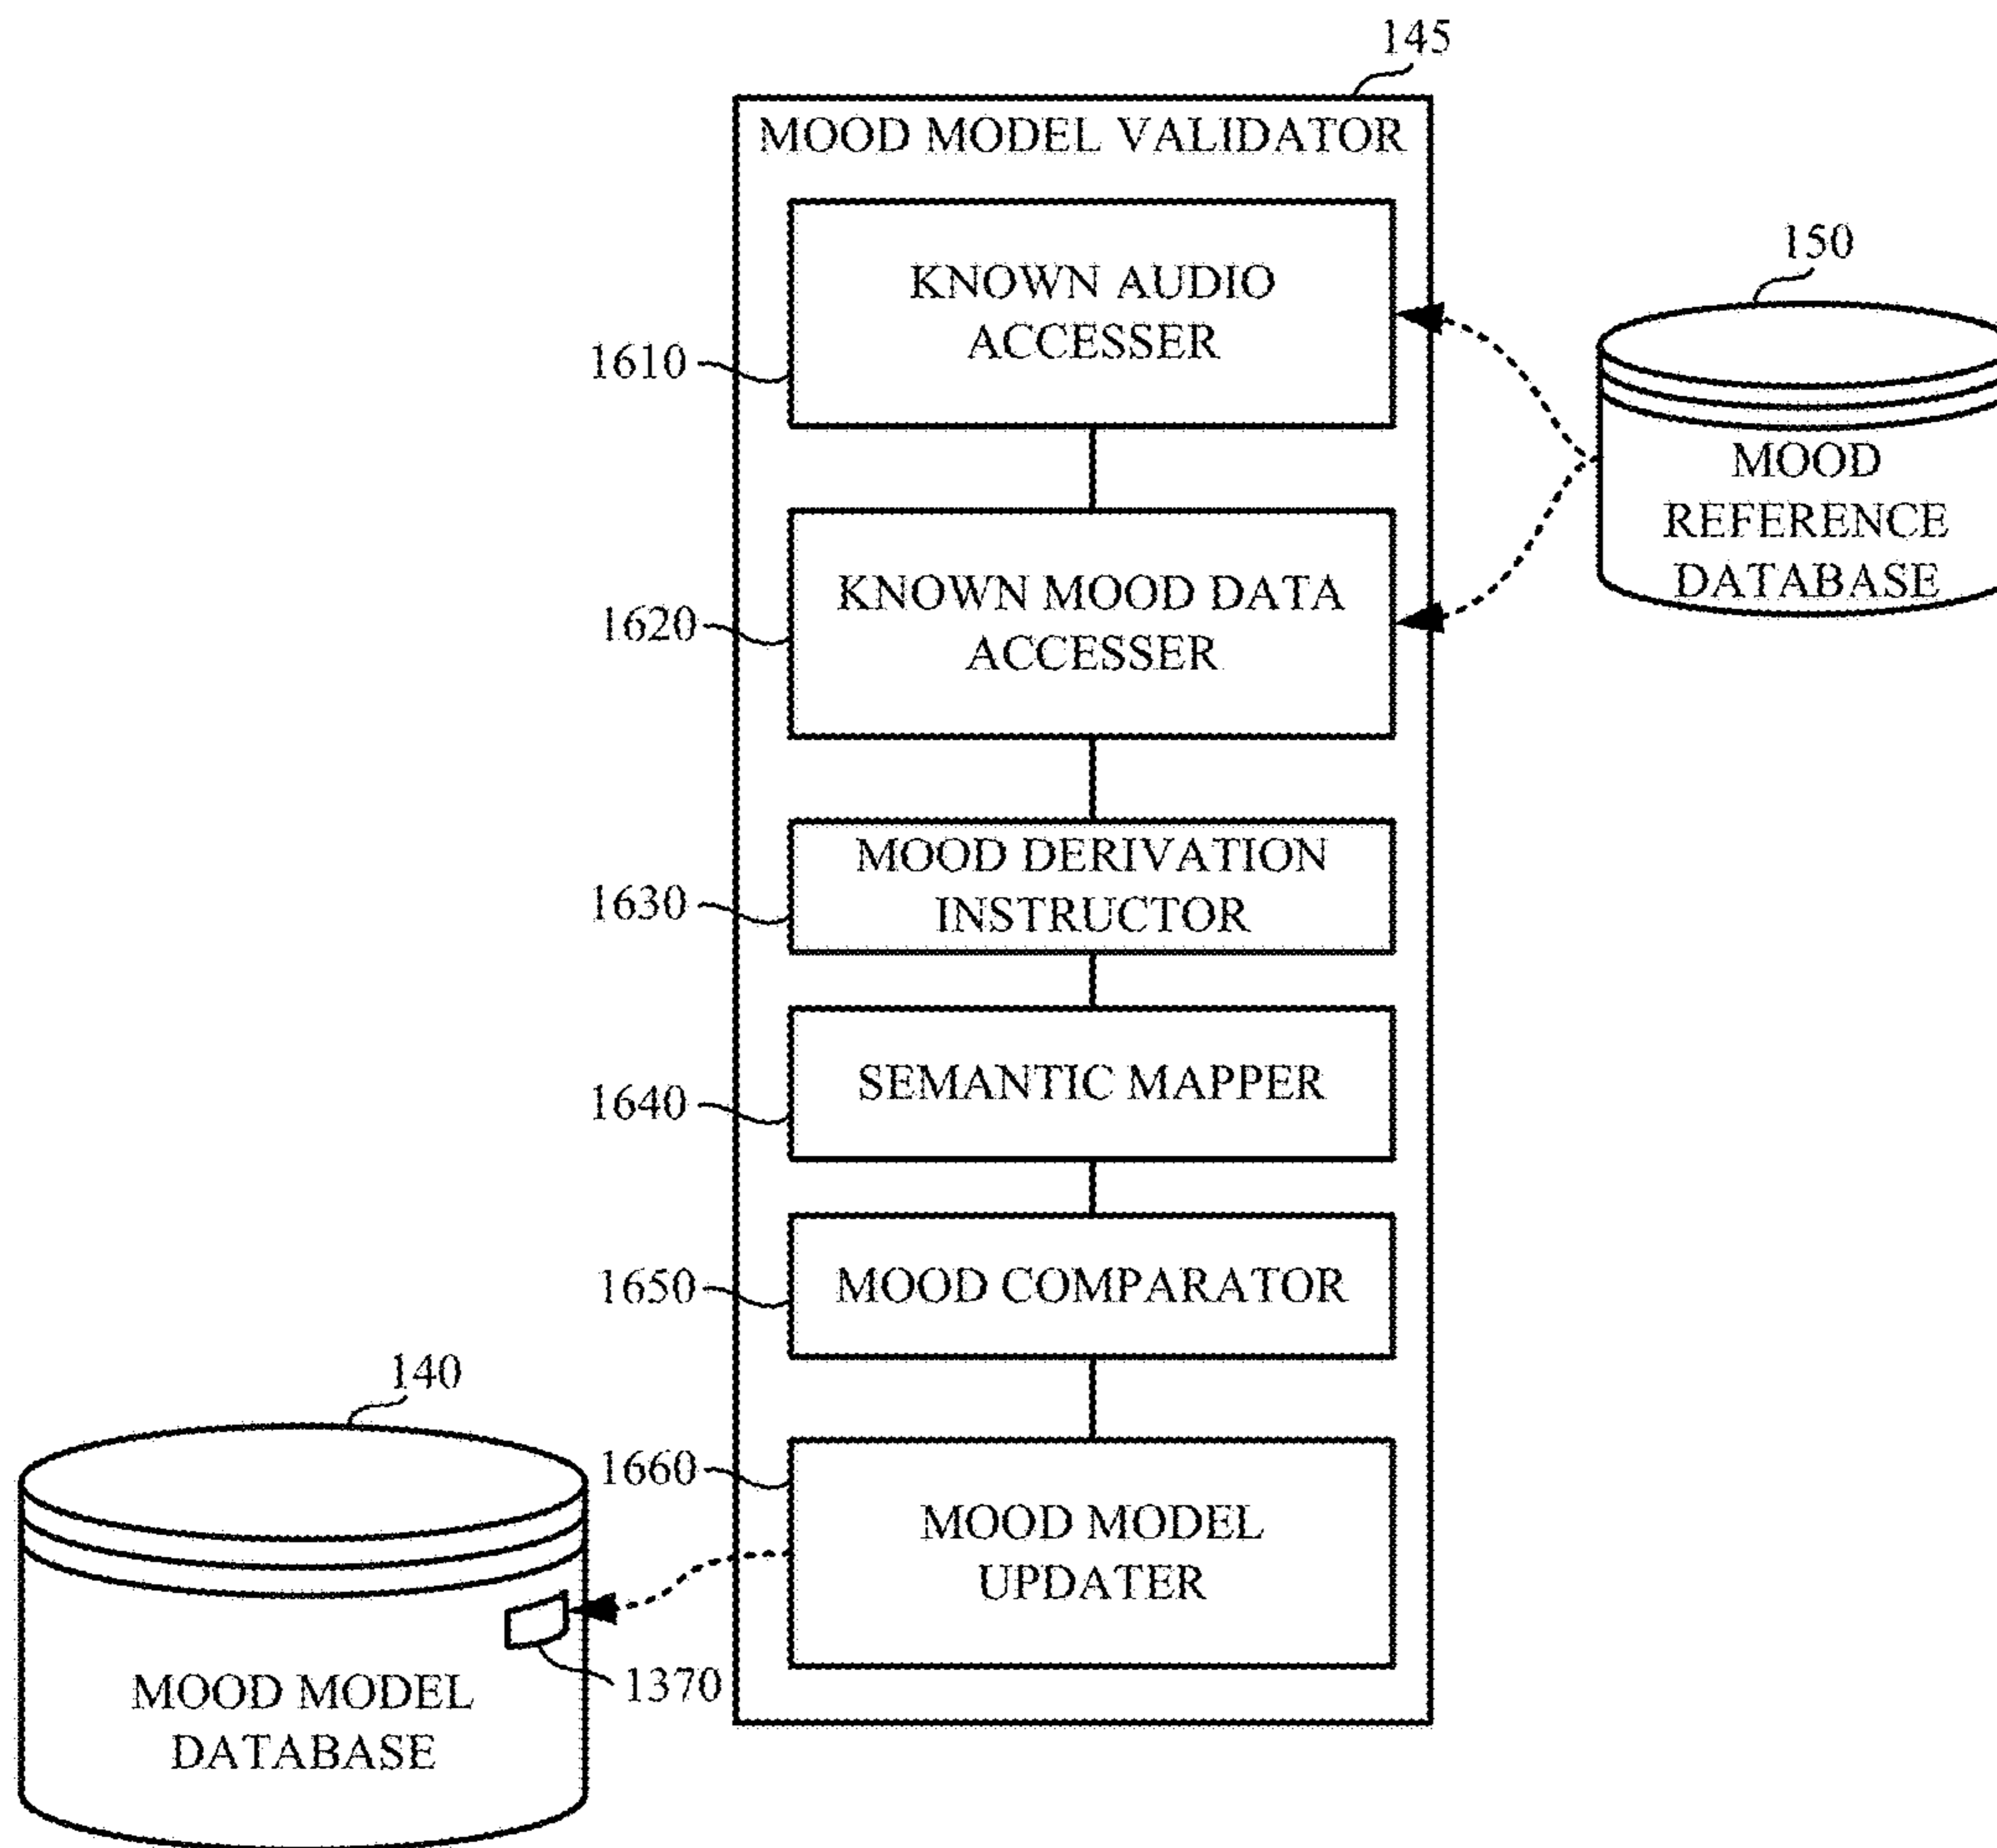 145
MOOD MODEL VALIDATOR
KNOWN AUDIO
ACCESSER
1610
150
MOOD
REFERENCE
DATABASE
KNOWN MOOD DATA
ACCESSER
1620
MOOD DERIVATION
INSTRUCTOR
1630
SEMANTIC MAPPER
1640
MOOD COMPARATOR
1650
140
1660
MOOD MODEL
UPDATER
1370
MOOD MODEL
DATABASE